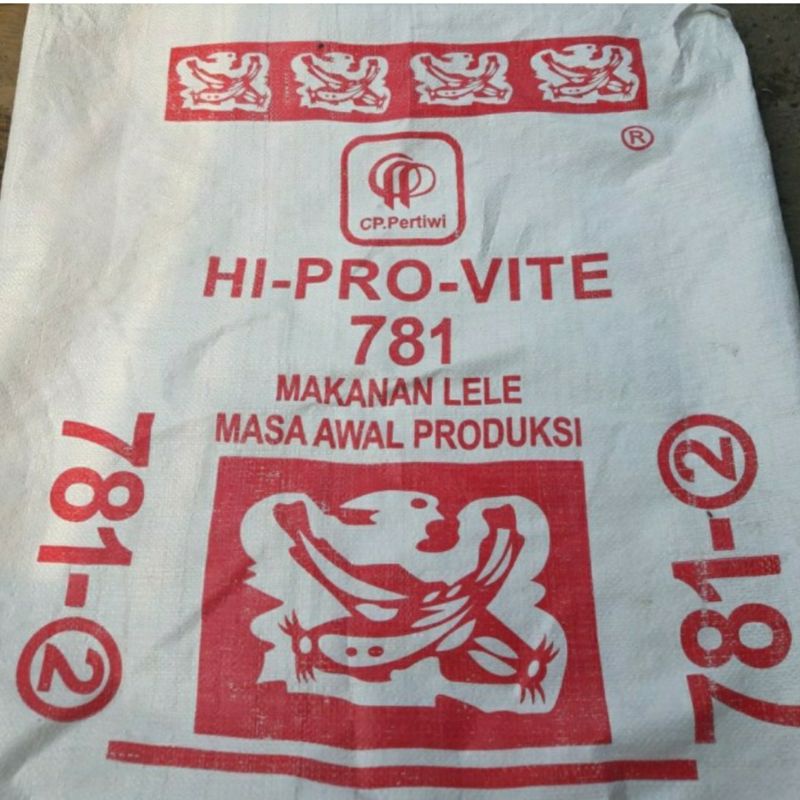 ®
CP.Pertiwi
HI-PRO-VITE
781
MAKANAN LELE
MASA AWAL PRODUKSI
781-②
781-②